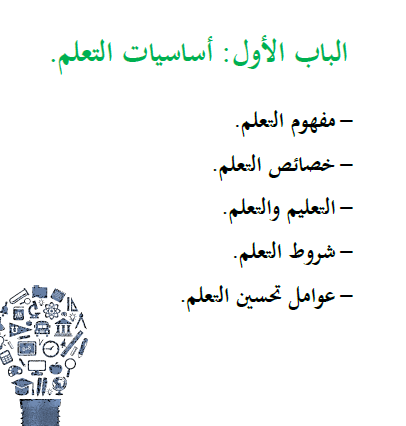 الباب الأول: أساسيات التعلم.
– مفهوم التعلم.
– خصائص التعلم.
– التعليم والتعلم.
– شروط التعلم.
– عوامل تحسين التعلم.